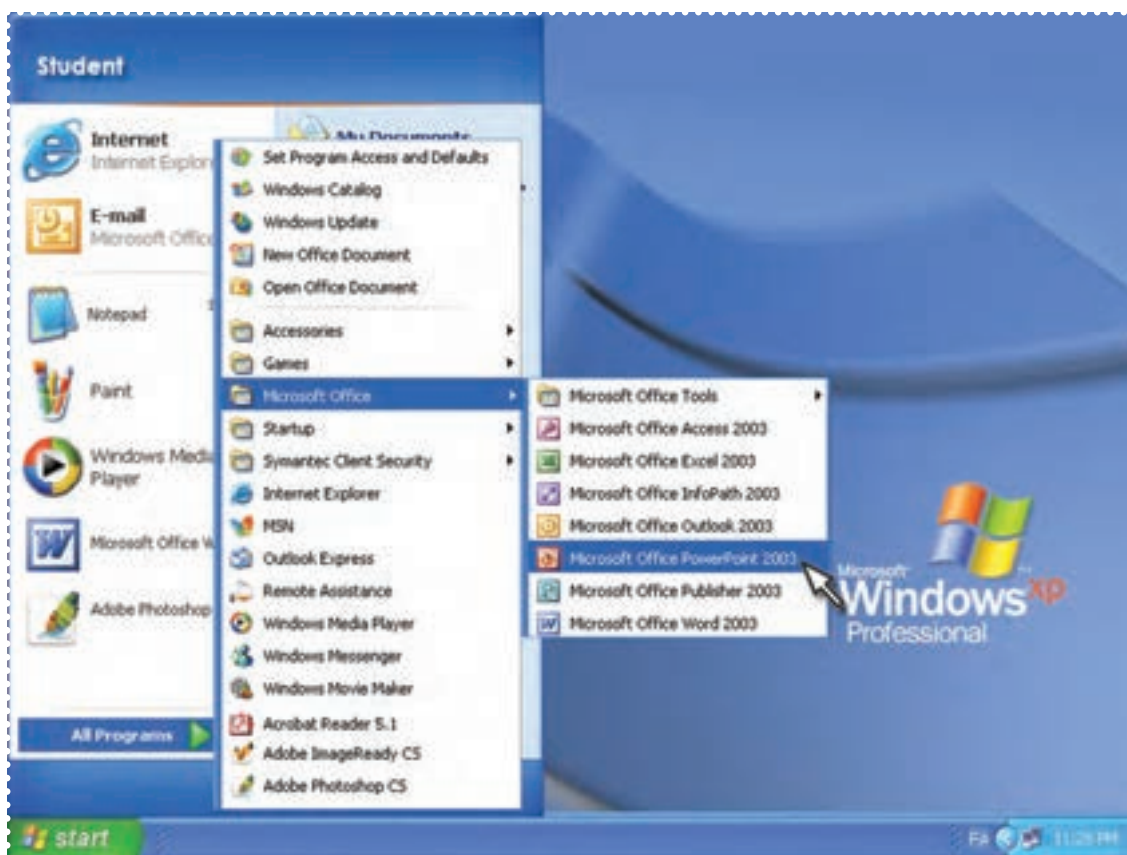 Student
Internet
Internet Explor
E-mail
Microsoft Office
Notepad
Paint
Windows Media
Player
Microsoft Office W
Adobe Photoshop
All Programs
My Documents
Set Program Access and Defaults
Windows Catalog
Windows Update
New Office Document
Open Office Document
Accessories
Games
Microsoft Office
Startup
Symantec Client Security
Internet Explorer
MSN
Outlook Express
Remote Assistance
Windows Media Player
Windows Messenger
Windows Movie Maker
Acrobat Reader 5.1
Adobe ImageReady CS
Adobe Photoshop CS
Microsoft Office Tools
Microsoft Office Access 2003
Microsoft Office Excel 2003
Microsoft Office InfoPath 2003
Microsoft Office Outlook 2003
Microsoft Office PowerPoint 2003
Microsoft Office Publisher 2003
Microsoft Office Word 2003
Microsoft
Windows xp
Professional
start
FA